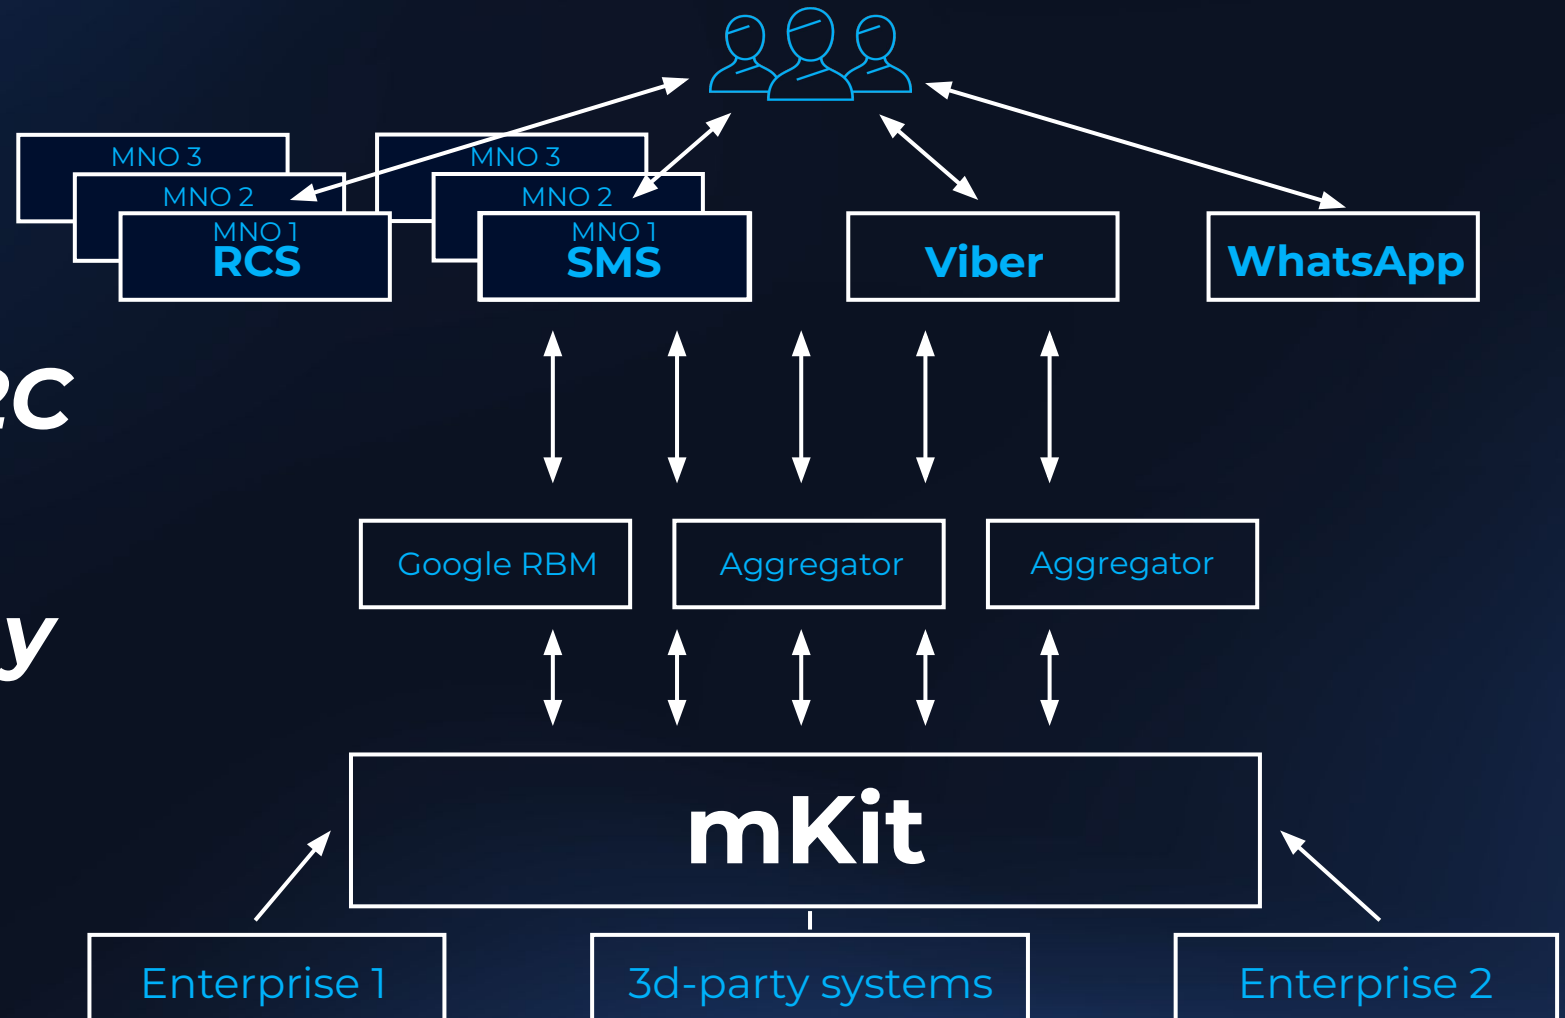 MNO 3
MNO 3
MNO 2
MNO 2
MNO 1
RCS
MNO 1
SMS
Viber
WhatsApp
2C
y
Google RBM
Aggregator
Aggregator
mKit
Enterprise 1
3d-party systems
Enterprise 2